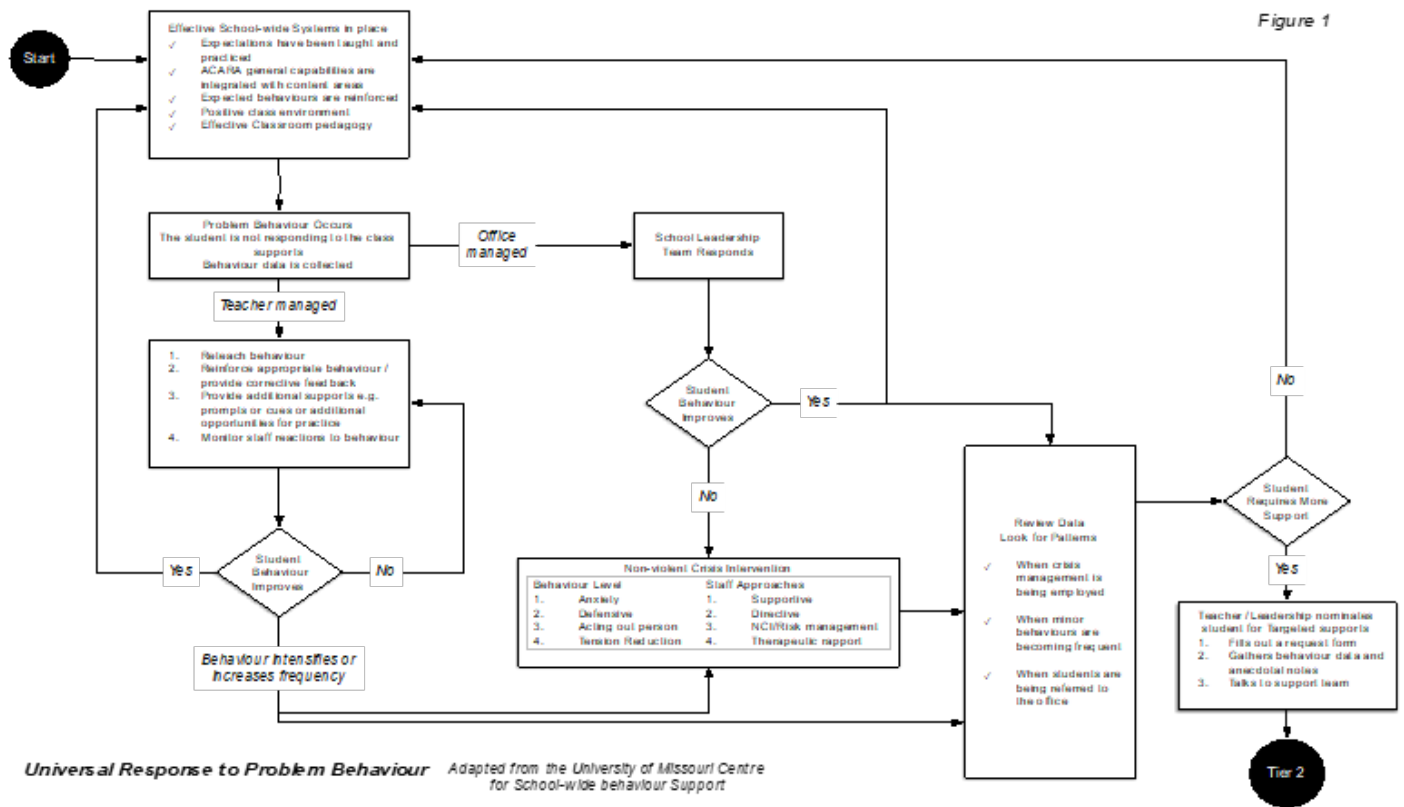 Figure 1
Start
Effective School-wide Systems in place
✓ Expectations have been taught and
practiced
✓ ACARA general capabilities are
integrated with content areas
✓ Expected behaviours are reinforced
✓ Positive class environment
✓ Effective Classroom pedagogy
Problem Behaviour Occurs
The student is not responding to the class
supports
Behaviour data is collected
Office
managed
School Leadership
Team Responds
Teacher managed
1. Reteach behaviour
2. Reinforce appropriate behaviour /
provide corrective feedback
3. Provide additional supports e.g.
prompts or cues or additional
opportunities for practice
4. Monitor staff reactions to behaviour
Student
Behaviour
Improves
Yes
No
Student
Behaviour
Improves
Yes
No
Behaviour Intensifies or
Increases frequency
Non-violent Crisis Intervention
Behaviour Level
1. Anxiety
2. Defensive
3. Acting out person
4. Tension Reduction
Staff Approaches
1. Supportive
2. Directive
3. NCI/Risk management
4. Therapeutic rapport
Review Data
Look for Patterns
✓ When crisis
management is
being employed
✓ When minor
behaviours are
becoming frequent
✓ When students are
being referred to
the office
No
Student
Requires More
Support
Yes
Teacher / Leadership nominates
student for Targeted supports
1. Fills out a request form
2. Gathers behaviour data and
anecdotal notes
3. Talks to support team
Tier 2
Universal Response to Problem Behaviour
Adapted from the University of Missouri Centre
for School-wide behaviour Support